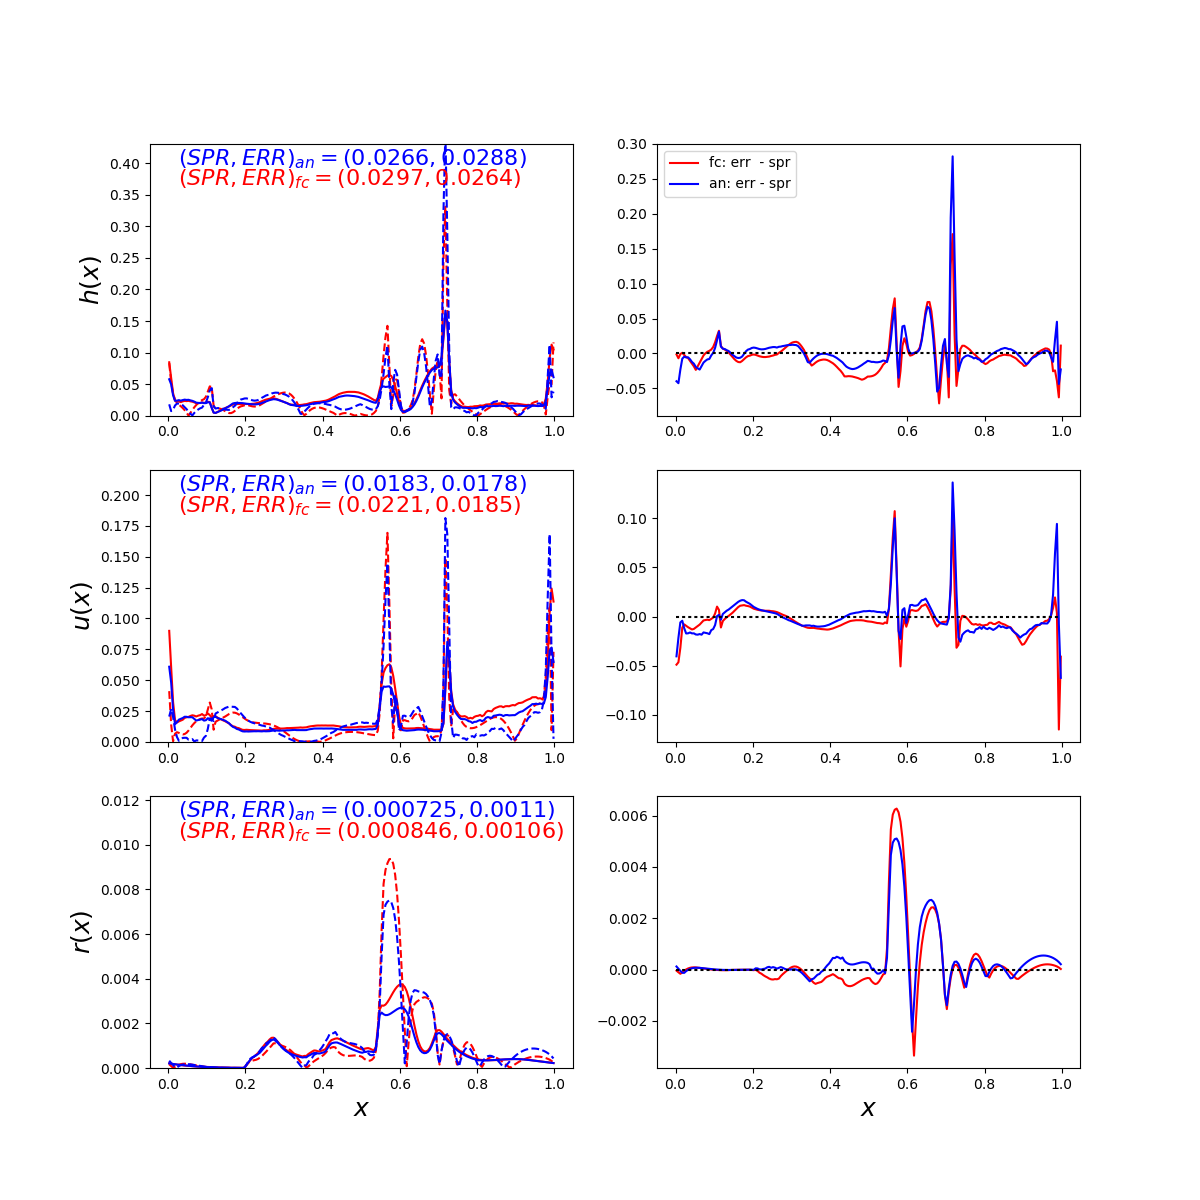 (SPR, ERR)an = (0.0266, 0.0288)
(SPR, ERR)fc = (0.0297, 0.0264)
h(x)
0.40
0.35
0.30
0.25
0.20
0.15
0.10
0.05
0.00
0.0 0.2 0.4 0.6 0.8 1.0
fc: err  - spr
an: err - spr
0.30
0.25
0.20
0.15
0.10
0.05
0.00
−0.05
0.0 0.2 0.4 0.6 0.8 1.0
(SPR, ERR)an = (0.0183, 0.0178)
(SPR, ERR)fc = (0.0221, 0.0185)
u(x)
0.200
0.175
0.150
0.125
0.100
0.075
0.050
0.025
0.000
0.0 0.2 0.4 0.6 0.8 1.0
0.10
0.05
0.00
−0.05
−0.10
0.0 0.2 0.4 0.6 0.8 1.0
(SPR, ERR)an = (0.000725, 0.0011)
(SPR, ERR)fc = (0.000846, 0.00106)
r(x)
0.012
0.010
0.008
0.006
0.004
0.002
0.000
0.0 0.2 0.4 0.6 0.8 1.0
x
0.006
0.004
0.002
0.000
−0.002
0.0 0.2 0.4 0.6 0.8 1.0
x